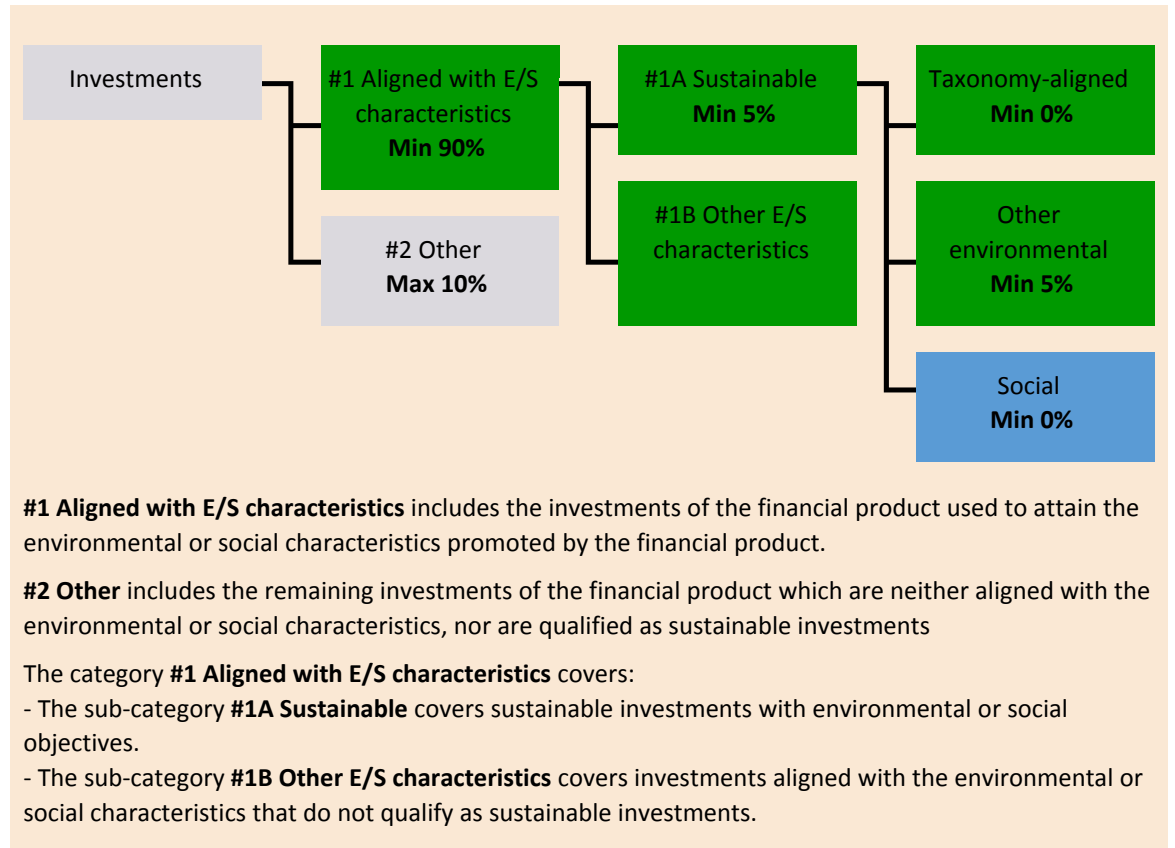 Investments
#1 Aligned with E/S
characteristics
Min 90%
#2 Other
Max 10%
#1A Sustainable
Min 5%
#1B Other E/S
characteristics
Taxonomy-aligned
Min 0%
Other
environmental
Min 5%
Social
Min 0%
#1 Aligned with E/S characteristics includes the investments of the financial product used to attain the
environmental or social characteristics promoted by the financial product.
#2 Other includes the remaining investments of the financial product which are neither aligned with the
environmental or social characteristics, nor are qualified as sustainable investments
The category #1 Aligned with E/S characteristics covers:
- The sub-category #1A Sustainable covers sustainable investments with environmental or social
objectives.
- The sub-category #1B Other E/S characteristics covers investments aligned with the environmental or
social characteristics that do not qualify as sustainable investments.